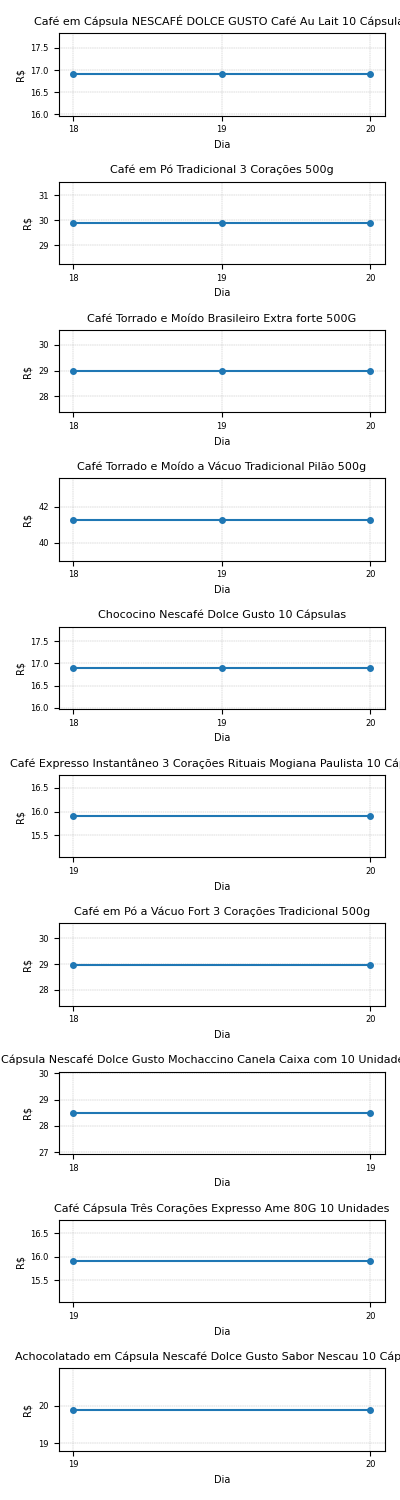 Café em Cápsula NESCAFÉ DOLCE GUSTO Café Au Lait 10 Cápsula
17.5
17.0
16.5
16.0
R$
18 19 20
Dia
Café em Pó Tradicional 3 Corações 500g
31
30
29
R$
18 19 20
Dia
Café Torrado e Moído Brasileiro Extra forte 500G
30
29
28
R$
18 19 20
Dia
Café Torrado e Moído a Vácuo Tradicional Pilão 500g
42
40
R$
18 19 20
Dia
Chococino Nescafé Dolce Gusto 10 Cápsulas
17.5
17.0
16.5
16.0
R$
18 19 20
Dia
Café Expresso Instantâneo 3 Corações Rituais Mogiana Paulista 10 Cáp
16.5
16.0
15.5
R$
19 20
Dia
Café em Pó a Vácuo Fort 3 Corações Tradicional 500g
30
29
28
R$
18 20
Dia
Cápsula Nescafé Dolce Gusto Mochaccino Canela Caixa com 10 Unidade
30
29
28
27
R$
18 19
Dia
Café Cápsula Três Corações Expresso Ame 80G 10 Unidades
16.5
16.0
15.5
R$
19 20
Dia
Achocolatado em Cápsula Nescafé Dolce Gusto Sabor Nescau 10 Cáp
20
19
R$
19 20
Dia